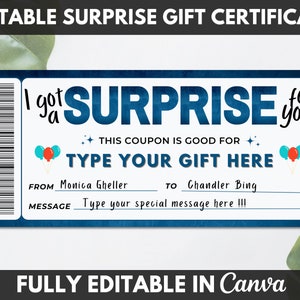 TABLE SURPRISE GIFT CERTIFICA
I got a SURPRISE for you
THIS COUPON IS GOOD FOR
TYPE YOUR GIFT HERE
FROM Monica Gheller TO Chandler Bing
MESSAGE Type your special message here !!!
FULLY EDITABLE IN Canva